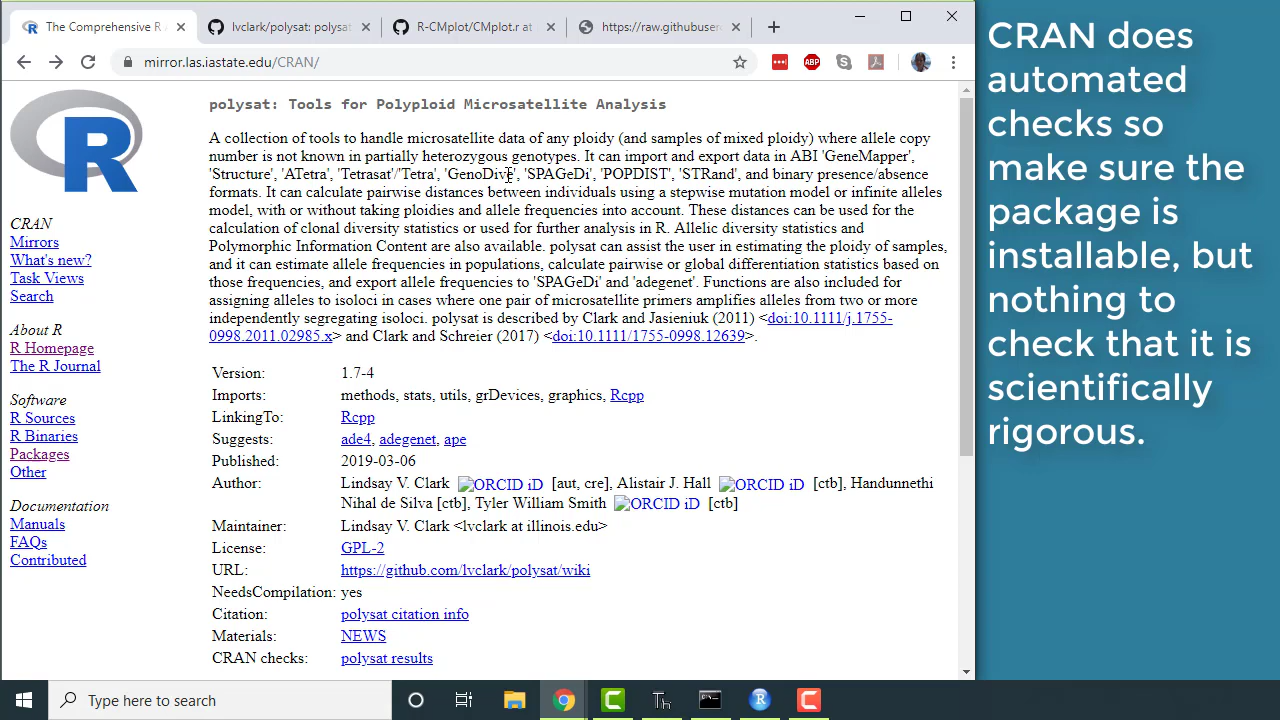 The Comprehensive R A
lvclark/polysat: polysat
R-CMplot/CMplot.r at
https://raw.githubuser
mirror.las.iastate.edu/CRAN/
ABP
R
CRAN
Mirrors
What's new?
Task Views
Search
About R
R Homepage
The R Journal
Software
R Sources
R Binaries
Packages
Other
Documentation
Manuals
FAQs
Contributed
polysat: Tools for Polyploid Microsatellite Analysis
A collection of tools to handle microsatellite data of any ploidy (and samples of mixed ploidy) where allele copy
number is not known in partially heterozygous genotypes. It can import and export data in ABI 'GeneMapper',
'Structure', 'ATetra', 'Tetrasat'/'Tetra', 'GenoDive', 'SPAGeDi', 'POPDIST', 'STRand', and binary presence/absence
formats. It can calculate pairwise distances between individuals using a stepwise mutation model or infinite alleles
model, with or without taking ploidies and allele frequencies into account. These distances can be used for the
calculation of clonal diversity statistics or used for further analysis in R. Allelic diversity statistics and
Polymorphic Information Content are also available. polysat can assist the user in estimating the ploidy of samples,
and it can estimate allele frequencies in populations, calculate pairwise or global differentiation statistics based on
those frequencies, and export allele frequencies to 'SPAGeDi' and 'adegenet'. Functions are also included for
assigning alleles to isoloci in cases where one pair of microsatellite primers amplifies alleles from two or more
independently segregating isoloci. polysat is described by Clark and Jasieniuk (2011) <doi:10.1111/j.1755-
0998.2011.02985.x> and Clark and Schreier (2017) <doi:10.1111/1755-0998.12639>.
Version: 1.7-4
Imports: methods, stats, utils, grDevices, graphics, Rcpp
LinkingTo: Rcpp
Suggests: ade4, adegenet, ape
Published: 2019-03-06
Author: Lindsay V. Clark ORCID iD [aut, cre], Alistair J. Hall ORCID iD [ctb], Handunnethi
Nihal de Silva [ctb], Tyler William Smith ORCID iD [ctb]
Maintainer: Lindsay V. Clark <lvclark at illinois.edu>
License: GPL-2
URL: https://github.com/lvclark/polysat/wiki
NeedsCompilation: yes
Citation: polysat citation info
Materials: NEWS
CRAN checks: polysat results
CRAN does
automated
checks so
make sure the
package is
installable, but
nothing to
check that it is
scientifically
rigorous.
Type here to search
C
Th
R
C